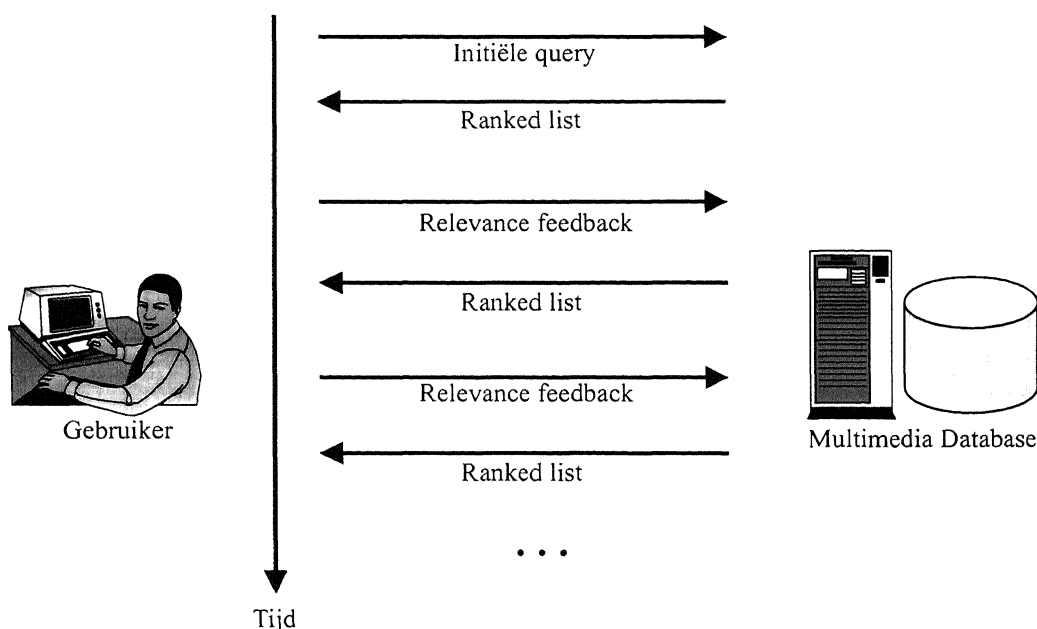 Initiële query
Ranked list
Relevance feedback
Ranked list
Relevance feedback
Gebruiker
Multimedia Database
Ranked list
. . .
Tijd